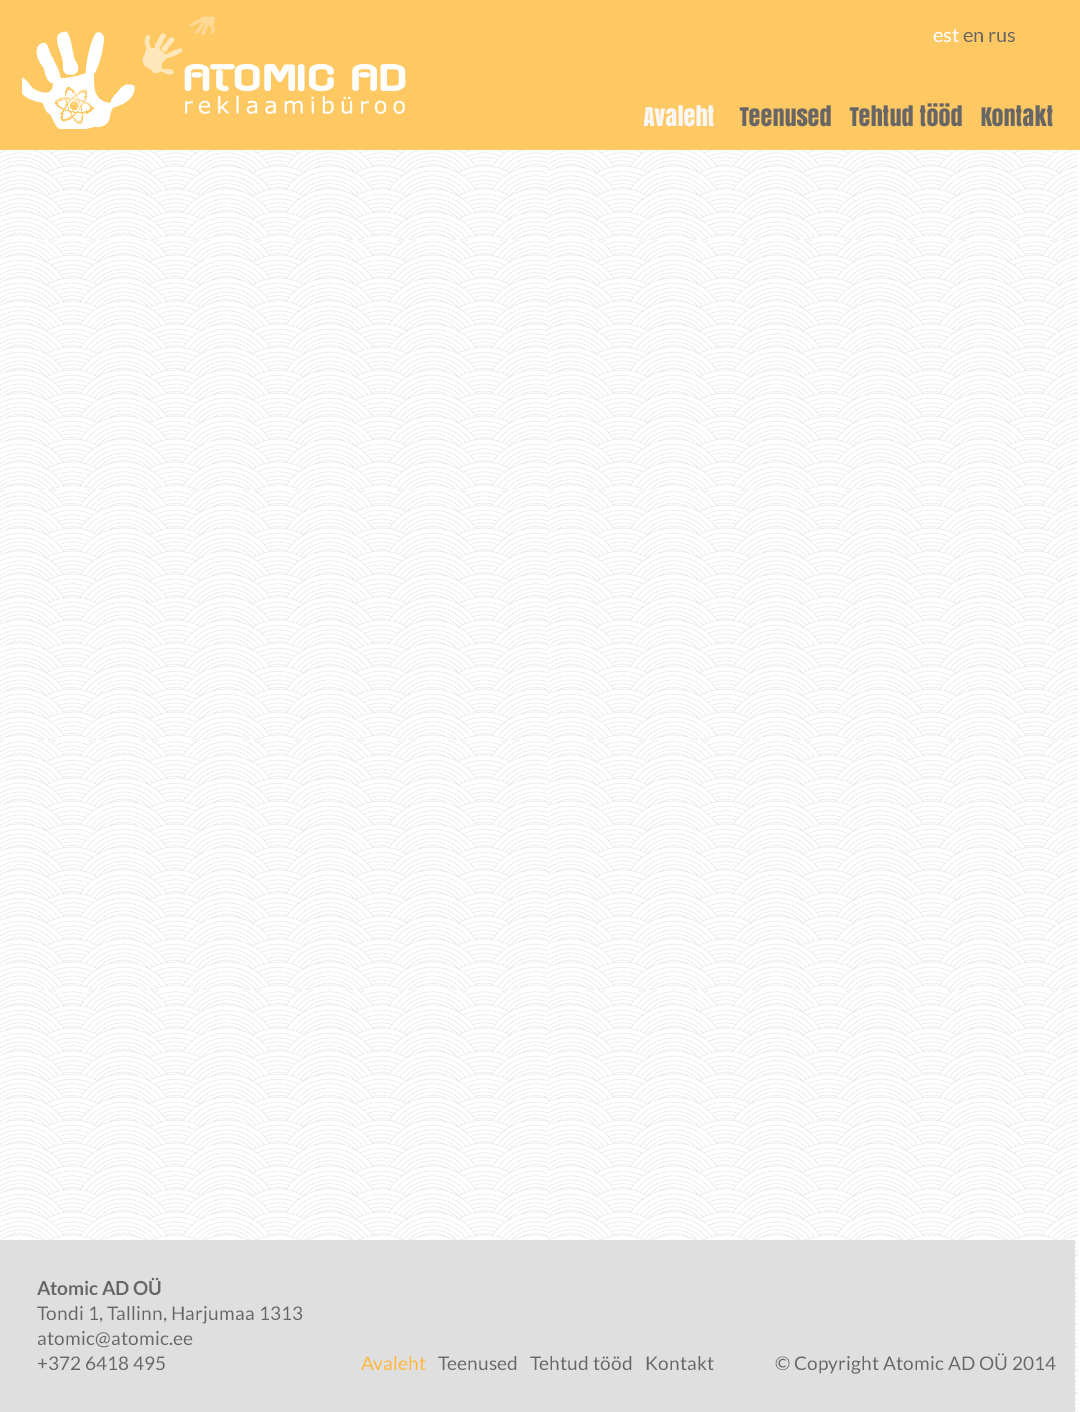 est en rus
ATOMIC AD
reklaamibüroo
Avaleht Teenused Tehtud tööd Kontakt
Atomic AD OÜ
Tondi 1, Tallinn, Harjumaa 1313
atomic@atomic.ee
+372 6418 495
Avaleht Teenused Tehtud tööd Kontakt
© Copyright Atomic AD OÜ 2014